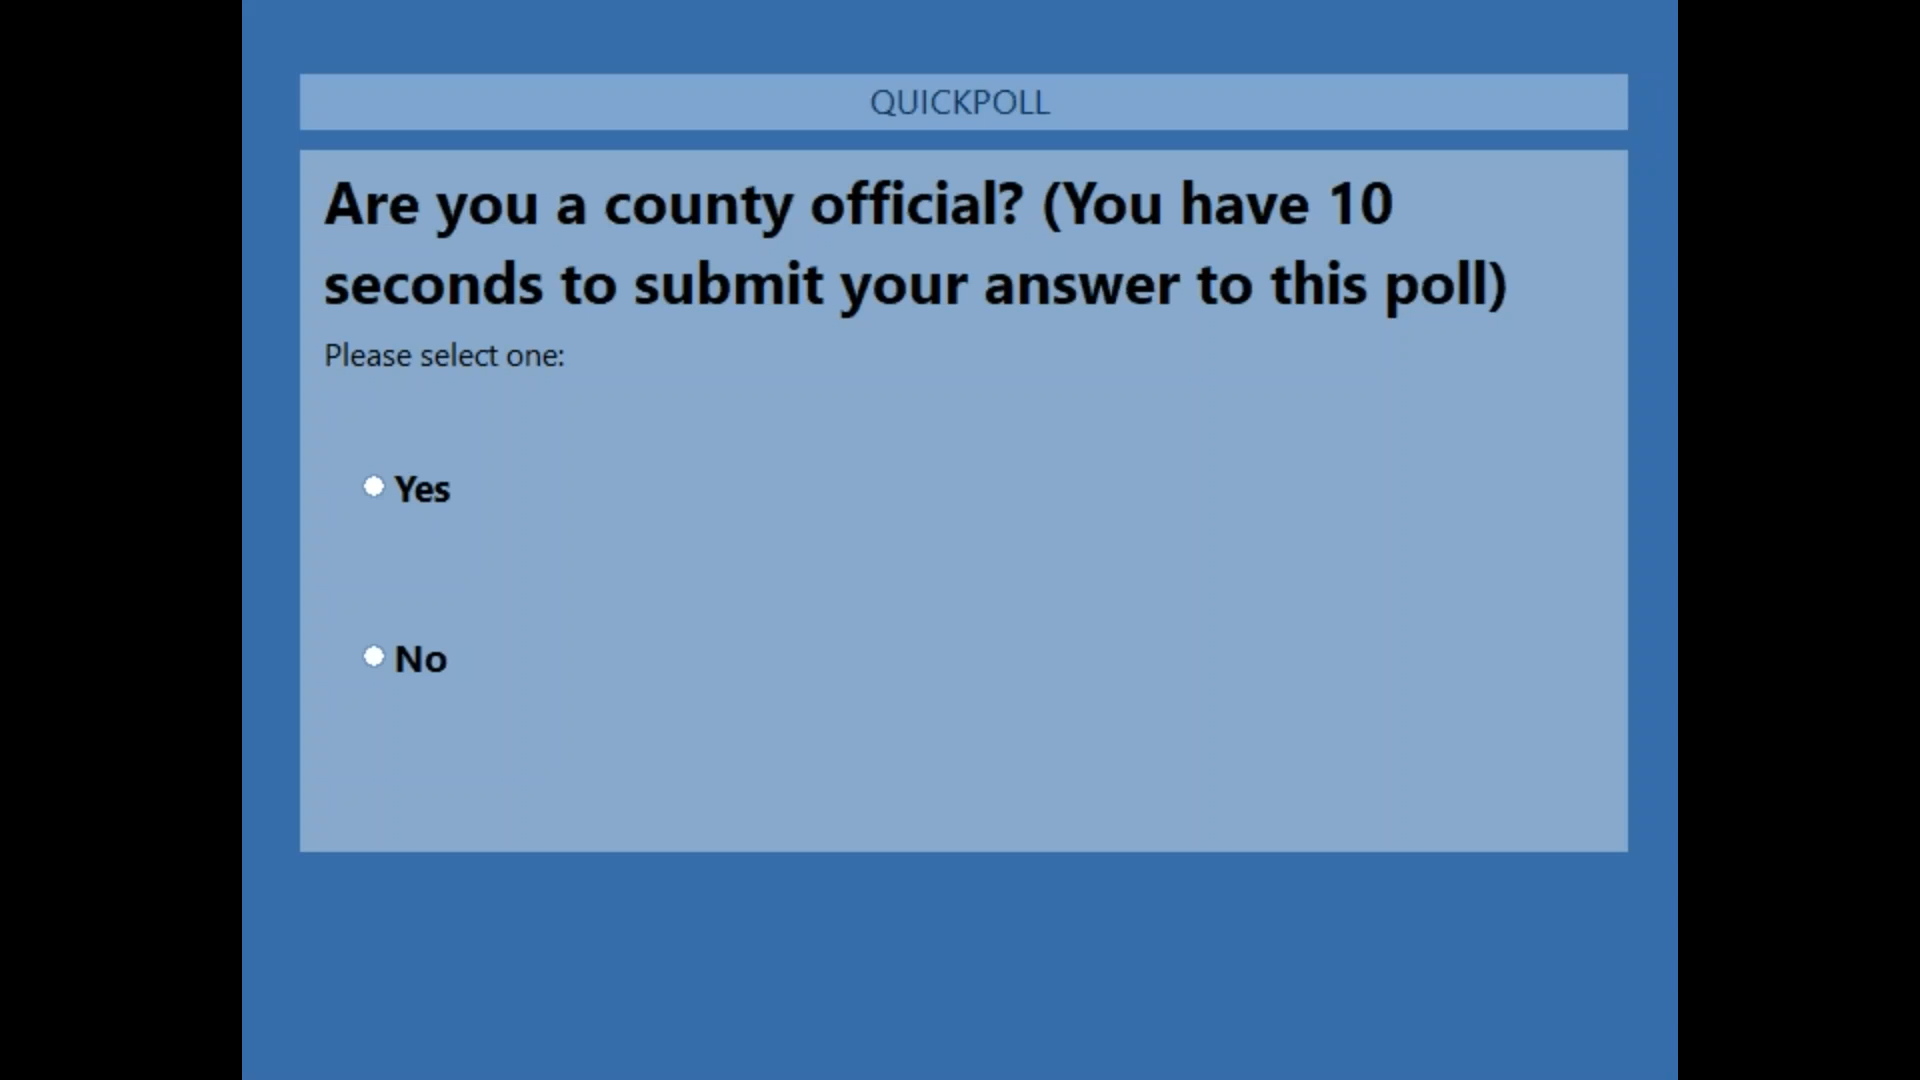 QUICKPOLL
Are you a county official? (You have 10
seconds to submit your answer to this poll)
Please select one:
Yes
No